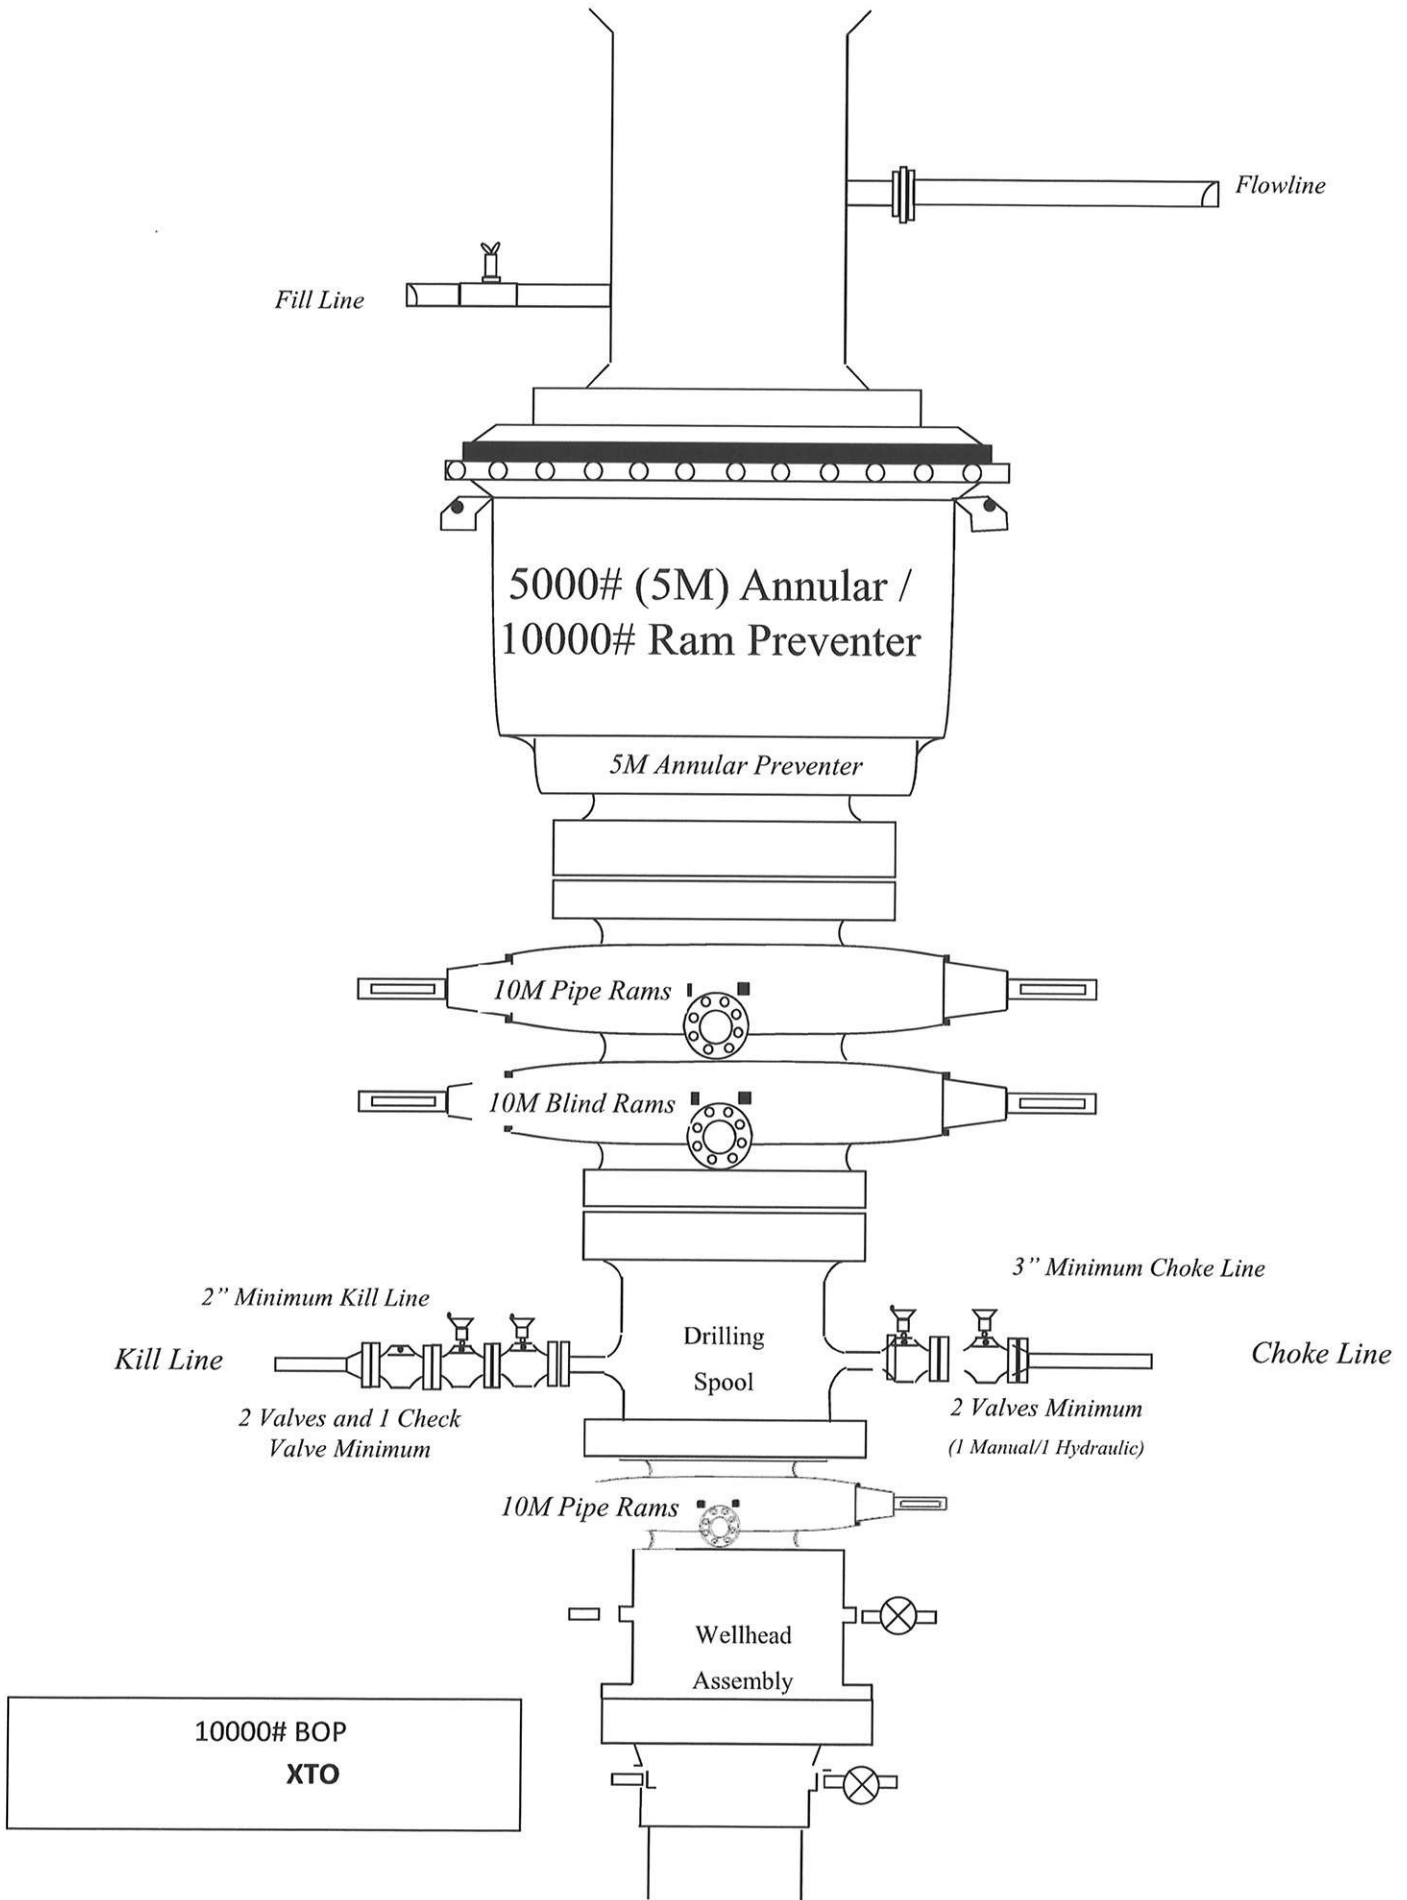 Flowline
Fill Line
5000# (5M) Annular /
10000# Ram Preventer
5M Annular Preventer
10M Pipe Rams
10M Blind Rams
3” Minimum Choke Line
2” Minimum Kill Line
Drilling
Spool
Kill Line
Choke Line
2 Valves and 1 Check
Valve Minimum
2 Valves Minimum
(1 Manual/1 Hydraulic)
10M Pipe Rams
Wellhead
Assembly
10000# BOP
XTO